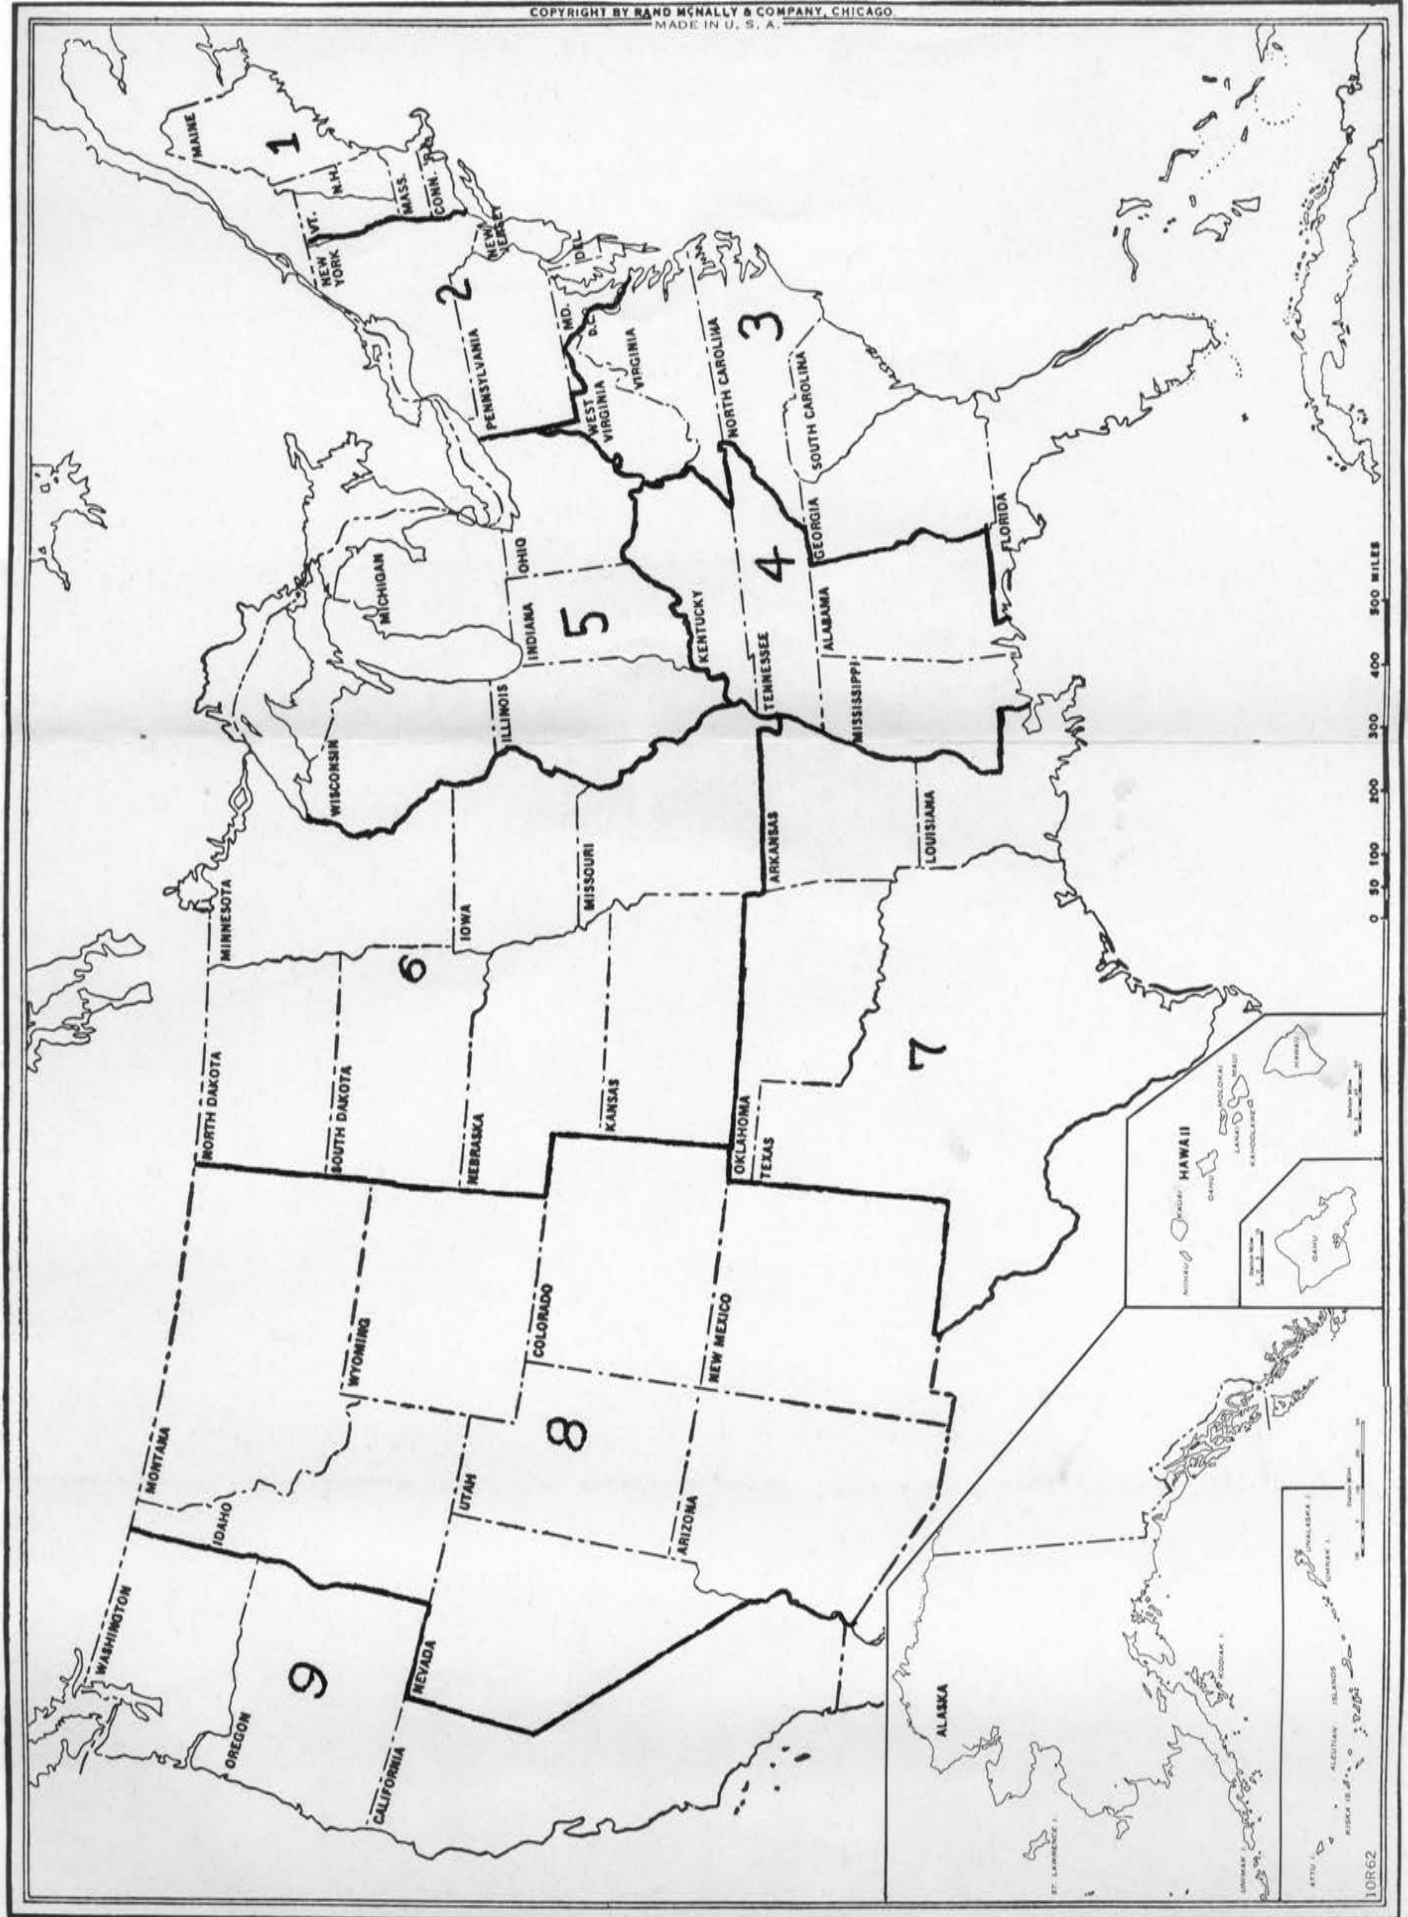 COPYRIGHT BY RAND MCNALLY & COMPANY, CHICAGO
MADE IN U. S. A.
WASHINGTON
OREGON
CALIFORNIA
NEVADA
IDAHO
MONTANA
WYOMING
UTAH
COLORADO
ARIZONA
NEW MEXICO
NORTH DAKOTA
SOUTH DAKOTA
NEBRASKA
KANSAS
OKLAHOMA
TEXAS
MINNESOTA
IOWA
MISSOURI
ARKANSAS
LOUISIANA
WISCONSIN
ILLINOIS
MICHIGAN
INDIANA
OHIO
KENTUCKY
TENNESSEE
MISSISSIPPI
ALABAMA
GEORGIA
FLORIDA
SOUTH CAROLINA
NORTH CAROLINA
VIRGINIA
WEST
VIRGINIA
MD.
D.C.
DEL.
PENNSYLVANIA
NEW
JERSEY
NEW
YORK
VT.
N.H.
MAINE
MASS.
CONN.
R.I.
1
2
3
4
5
6
7
8
9
0 50 100 200 300 400 500 MILES
ALASKA
ST. LAWRENCE I.
KODIAK I.
UNIMAK I.
UNALASKA I.
UMNAK I.
ALEUTIAN ISLANDS
KISKA IS.
ATTU I.
HAWAII
NIIHAU
KAUAI
OAHU
MOLOKAI
LANAI
MAUI
KAHOOLAWE
HAWAII
OAHU
10R62